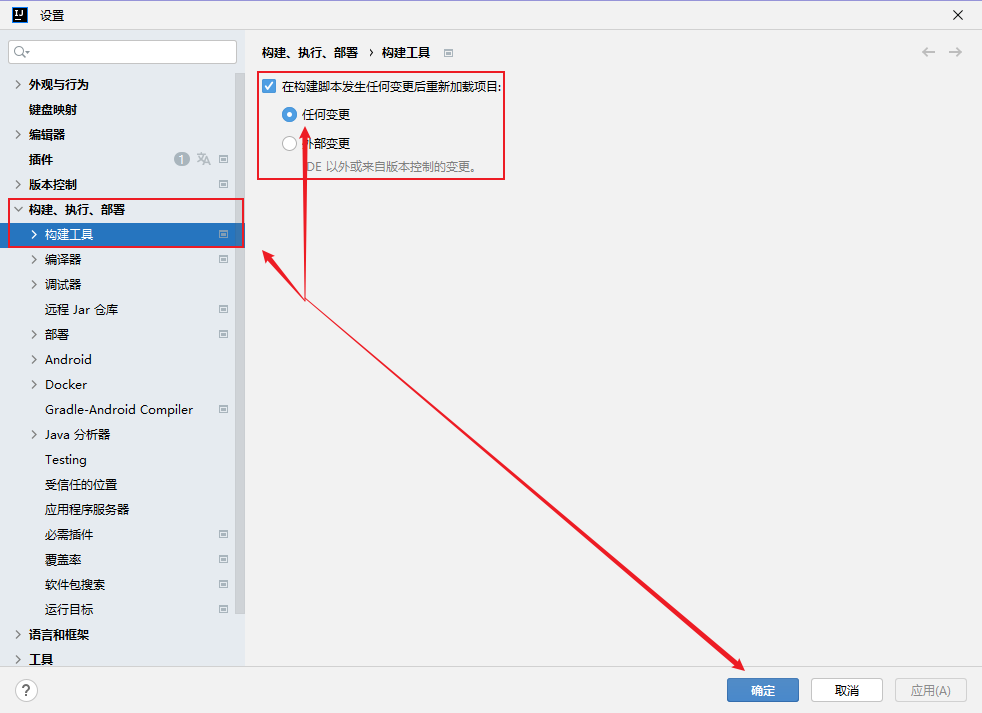 设置
外观与行为
键盘映射
编辑器
插件 1
版本控制
构建、执行、部署
构建工具
编译器
调试器
远程 Jar 仓库
部署
Android
Docker
Gradle-Android Compiler
Java 分析器
Testing
受信任的位置
应用程序服务器
必需插件
覆盖率
软件包搜索
运行目标
语言和框架
工具
构建、执行、部署 › 构建工具
在构建脚本发生任何变更后重新加载项目:
任何变更
外部变更
IDE 以外或来自版本控制的变更。
?
确定
取消
应用(A)